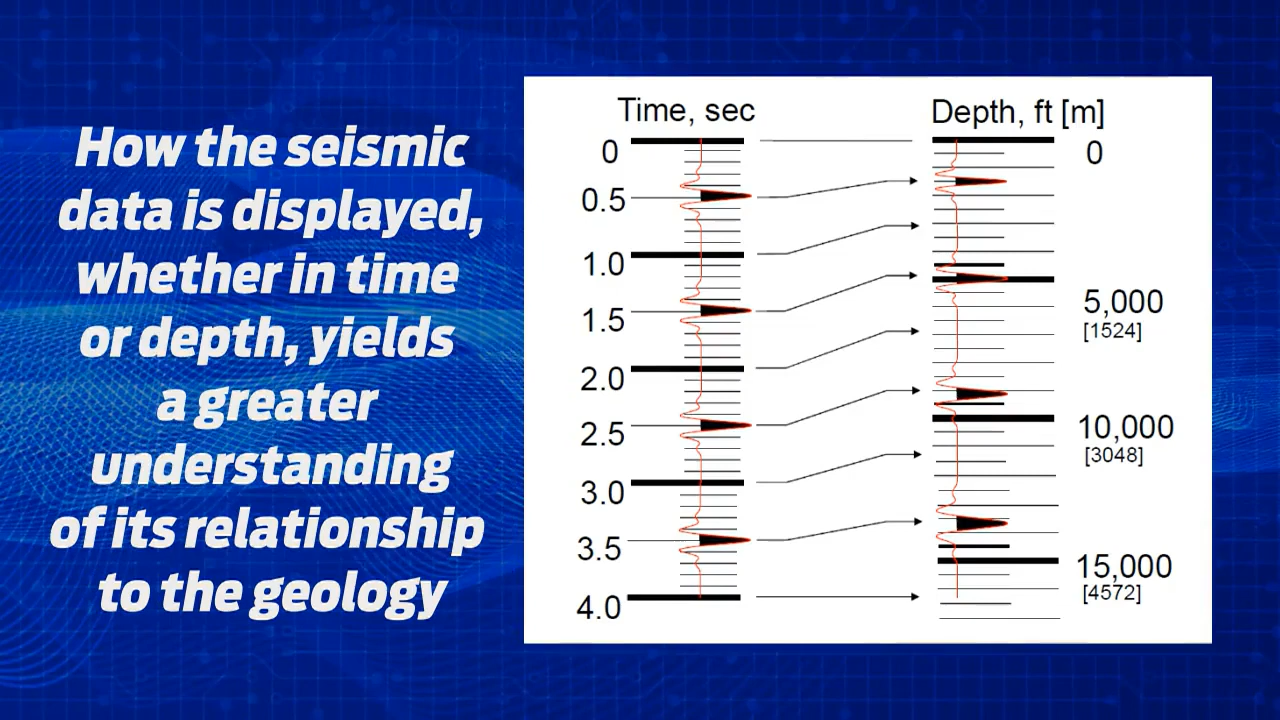 How the seismic
data is displayed,
whether in time
or depth, yields
a greater
understanding
of its relationship
to the geology
Time, sec
0
0.5
1.0
1.5
2.0
2.5
3.0
3.5
4.0
Depth, ft [m]
0
5,000
[1524]
10,000
[3048]
15,000
[4572]